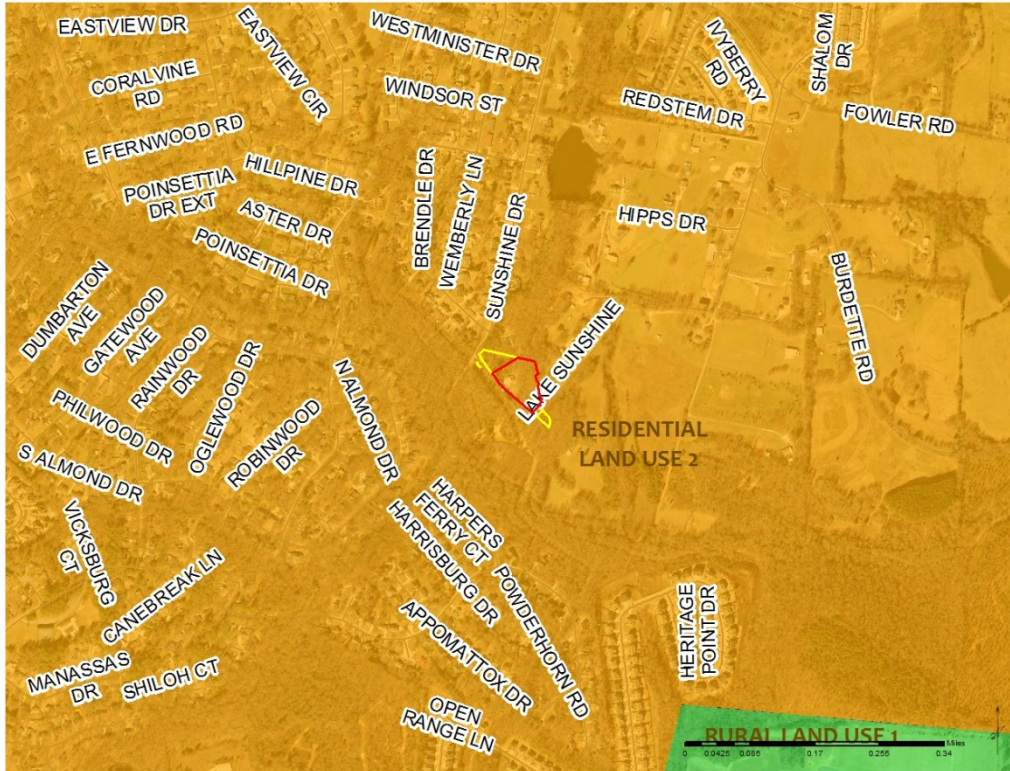 EASTVIEW DR
EASTVIEW CIR
WESTMINISTER DR
IVYBERRY
RD
SHALOM
DR
CORALVINE
RD
WINDSOR ST
REDSTEM DR
FOWLER RD
E FERNWOOD RD
HILLPINE DR
POINSETTIA
DR EXT
ASTER DR
POINSETTIA DR
BRENDLE DR
WEMBERLY LN
SUNSHINE DR
HIPPS DR
BURDETTE RD
DUMBARTON
AVE
GATEWOOD
AVE
RAINWOOD
DR
OGLEWOOD DR
N ALMOND DR
LAKE SUNSHINE
PHILWOOD DR
ROBINWOOD
DR
S ALMOND DR
RESIDENTIAL
LAND USE 2
VICKSBURG
CT
CANEBREAK LN
HARPERS
FERRY CT
HARRISBURG DR
POWDERHORN RD
APPOMATTOX DR
HERITAGE
POINT DR
MANASSAS
DR
SHILOH CT
OPEN
RANGE LN
RURAL LAND USE 1
Miles
0 0.0425 0.085 0.17 0.255 0.34